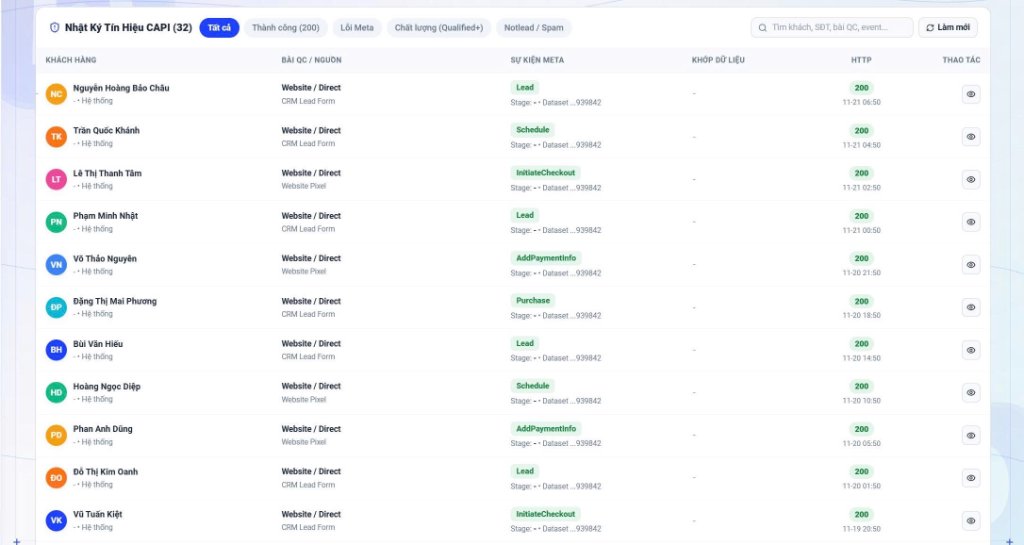 Nhật Ký Tín Hiệu CAPI (32) Tất cả Thành công (200) Lỗi Meta Chất lượng (Qualified+) Notlead / Spam Tìm khách, SĐT, bài QC, event... Làm mới
KHÁCH HÀNG BÀI QC / NGUỒN SỰ KIỆN META KHỚP DỮ LIỆU HTTP THAO TÁC
NC Nguyễn Hoàng Bảo Châu Website / Direct Lead - 200
- • Hệ thống CRM Lead Form Stage: - • Dataset ...939842 11-21 06:50
TK Trần Quốc Khánh Website / Direct Schedule - 200
- • Hệ thống CRM Lead Form Stage: - • Dataset ...939842 11-21 04:50
LT Lê Thị Thanh Tâm Website / Direct InitiateCheckout - 200
- • Hệ thống Website Pixel Stage: - • Dataset ...939842 11-21 02:50
PN Phạm Minh Nhật Website / Direct Lead - 200
- • Hệ thống CRM Lead Form Stage: - • Dataset ...939842 11-21 00:50
VN Võ Thảo Nguyên Website / Direct AddPaymentInfo - 200
- • Hệ thống Website Pixel Stage: - • Dataset ...939842 11-20 21:50
ĐP Đặng Thị Mai Phương Website / Direct Purchase - 200
- • Hệ thống CRM Lead Form Stage: - • Dataset ...939842 11-20 18:50
BH Bùi Văn Hiếu Website / Direct Lead - 200
- • Hệ thống CRM Lead Form Stage: - • Dataset ...939842 11-20 14:50
HD Hoàng Ngọc Diệp Website / Direct Schedule - 200
- • Hệ thống Website Pixel Stage: - • Dataset ...939842 11-20 10:50
PD Phan Anh Dũng Website / Direct AddPaymentInfo - 200
- • Hệ thống Website Pixel Stage: - • Dataset ...939842 11-20 05:50
ĐO Đỗ Thị Kim Oanh Website / Direct Lead - 200
- • Hệ thống CRM Lead Form Stage: - • Dataset ...939842 11-20 01:50
VK Vũ Tuấn Kiệt Website / Direct InitiateCheckout - 200
- • Hệ thống CRM Lead Form Stage: - • Dataset ...939842 11-19 20:50